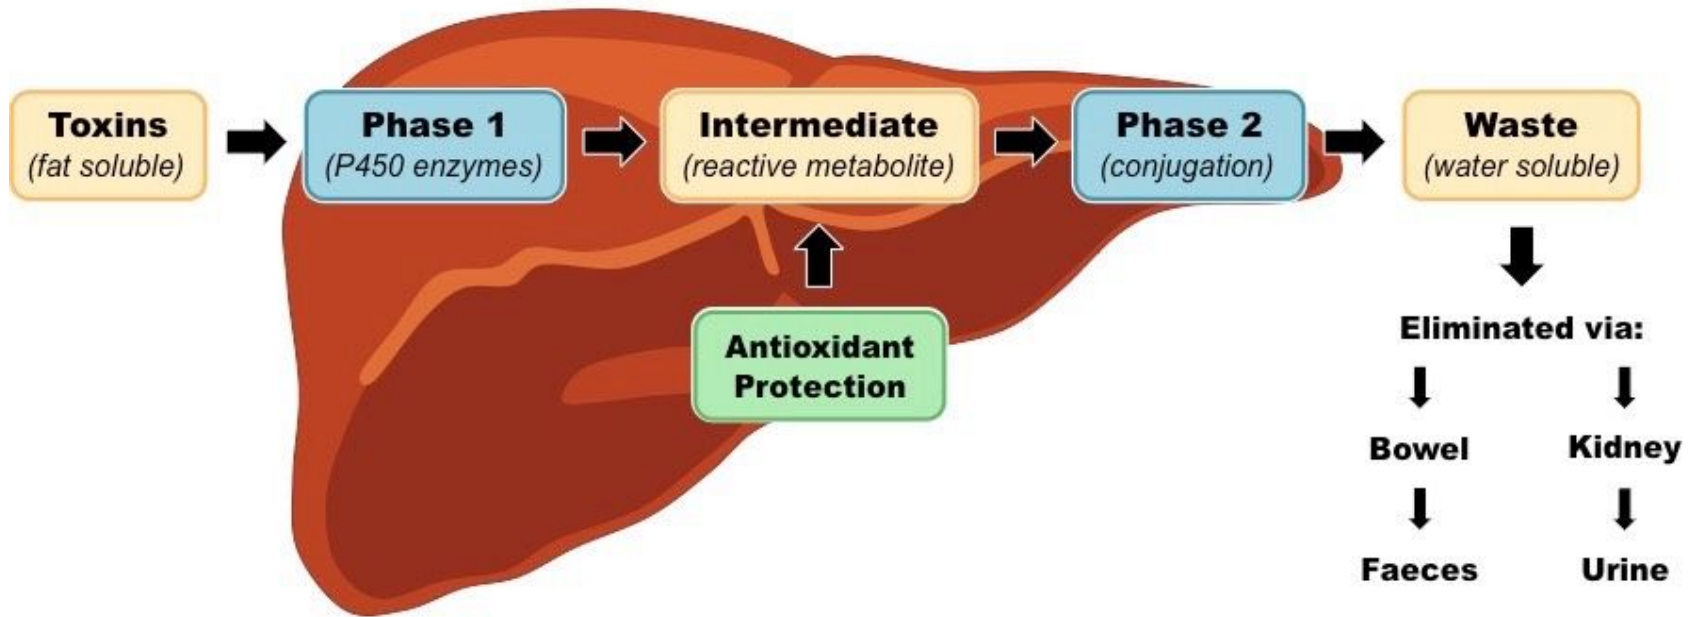 Toxins
(fat soluble)
Phase 1
(P450 enzymes)
Intermediate
(reactive metabolite)
Phase 2
(conjugation)
Waste
(water soluble)
Antioxidant
Protection
Eliminated via:
Bowel
Kidney
Faeces
Urine